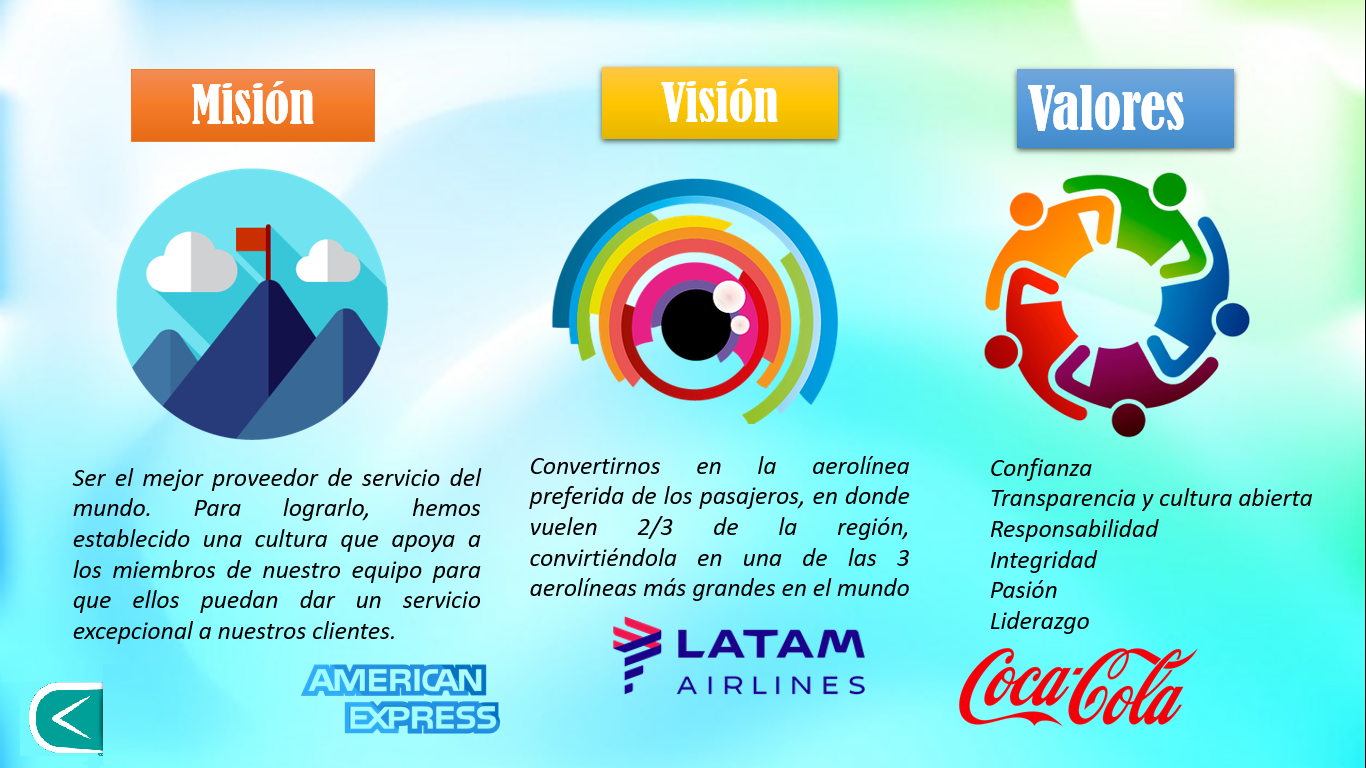 Misión
Ser el mejor proveedor de servicio del
mundo. Para lograrlo, hemos
establecido una cultura que apoya a
los miembros de nuestro equipo para
que ellos puedan dar un servicio
excepcional a nuestros clientes.
AMERICAN
EXPRESS
Visión
Convertirnos en la aerolínea
preferida de los pasajeros, en donde
vuelen 2/3 de la región,
convirtiéndola en una de las 3
aerolíneas más grandes en el mundo
LATAM
AIRLINES
Valores
Confianza
Transparencia y cultura abierta
Responsabilidad
Integridad
Pasión
Liderazgo
Coca-Cola